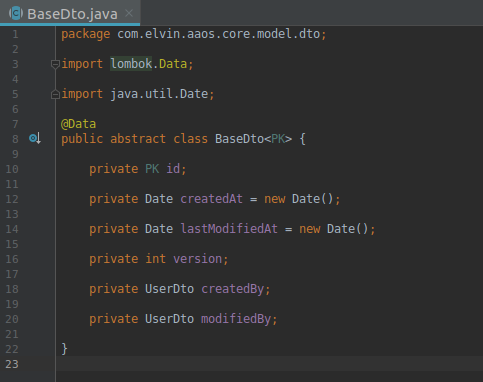 BaseDto.java
1 package com.elvin.aaos.core.model.dto;
2
3 import lombok.Data;
4
5 import java.util.Date;
6
7 @Data
8 public abstract class BaseDto<PK> {
9
10 private PK id;
11
12 private Date createdAt = new Date();
13
14 private Date lastModifiedAt = new Date();
15
16 private int version;
17
18 private UserDto createdBy;
19
20 private UserDto modifiedBy;
21
22 }
23